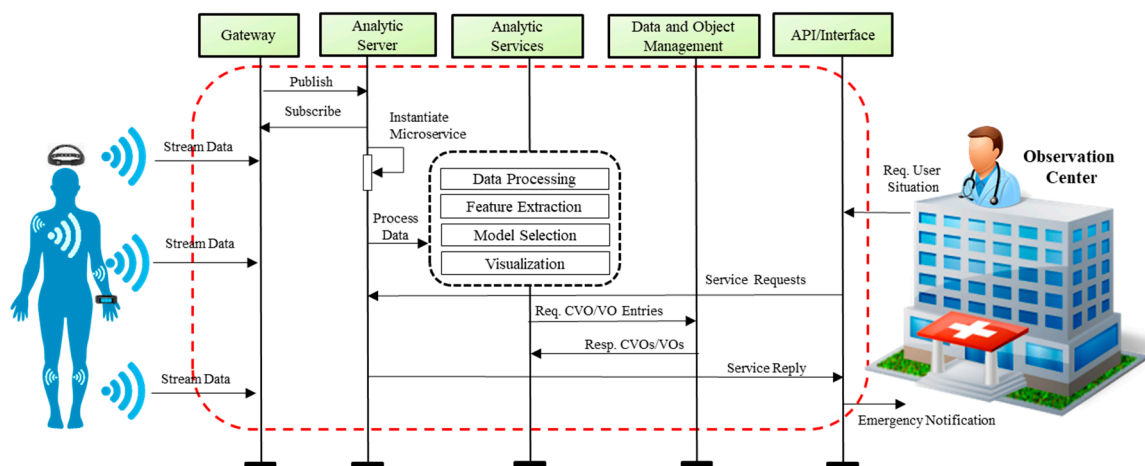 Gateway
Analytic
Server
Analytic
Services
Data and Object
Management
API/Interface
Publish
Subscribe
Instantiate
Microservice
Stream Data
Data Processing
Feature Extraction
Model Selection
Visualization
Process
Data
Stream Data
Req. User
Situation
Observation
Center
Service Requests
Req. CVO/VO Entries
Resp. CVOs/VOs
Service Reply
Stream Data
Emergency Notification